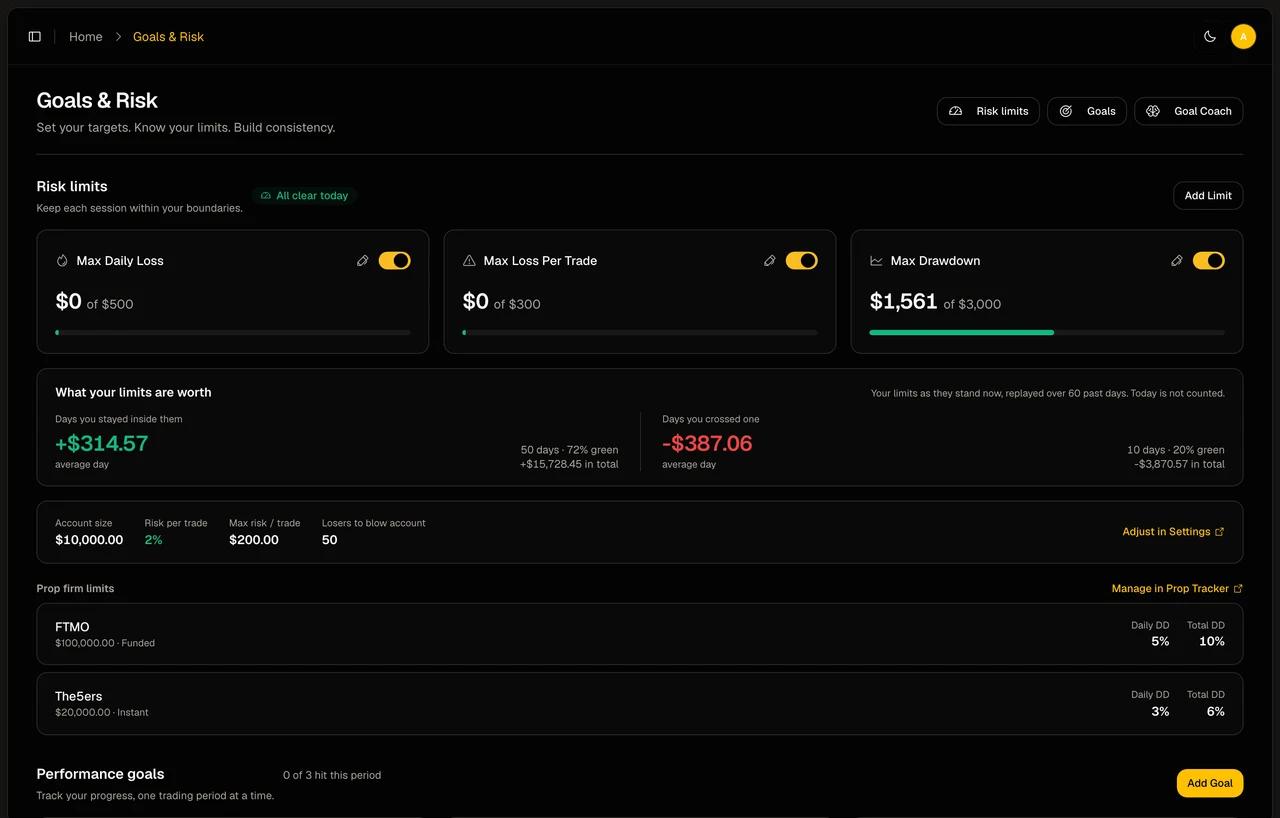 Home > Goals & Risk
A
Goals & Risk
Set your targets. Know your limits. Build consistency.
Risk limits
Goals
Goal Coach
Risk limits
Keep each session within your boundaries.
All clear today
Add Limit
Max Daily Loss
$0 of $500
Max Loss Per Trade
$0 of $300
Max Drawdown
$1,561 of $3,000
What your limits are worth
Your limits as they stand now, replayed over 60 past days. Today is not counted.
Days you stayed inside them
+$314.57
average day
50 days · 72% green
+$15,728.45 in total
Days you crossed one
-$387.06
average day
10 days · 20% green
-$3,870.57 in total
Account size
$10,000.00
Risk per trade
2%
Max risk / trade
$200.00
Losers to blow account
50
Adjust in Settings
Prop firm limits
Manage in Prop Tracker
FTMO
$100,000.00 · Funded
Daily DD
5%
Total DD
10%
The5ers
$20,000.00 · Instant
Daily DD
3%
Total DD
6%
Performance goals
0 of 3 hit this period
Track your progress, one trading period at a time.
Add Goal